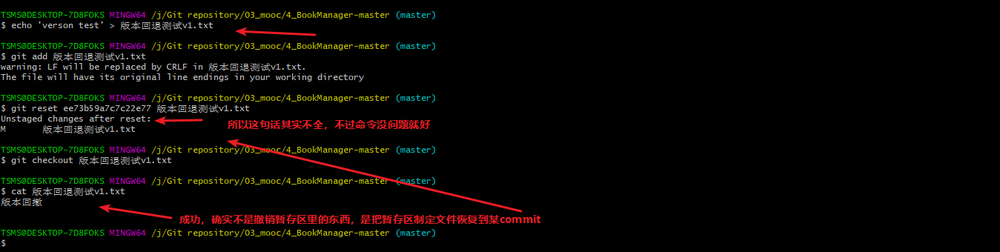 TSMS@DESKTOP-7D8FOKS MINGW64 /j/Git repository/03_mooc/4_BookManager-master (master)
$ echo 'verson test' > 版本回退测试v1.txt
TSMS@DESKTOP-7D8FOKS MINGW64 /j/Git repository/03_mooc/4_BookManager-master (master)
$ git add 版本回退测试v1.txt
warning: LF will be replaced by CRLF in 版本回退测试v1.txt.
The file will have its original line endings in your working directory
TSMS@DESKTOP-7D8FOKS MINGW64 /j/Git repository/03_mooc/4_BookManager-master (master)
$ git reset ee73b59a7c7c22e77 版本回退测试v1.txt
Unstaged changes after reset:
所以这句话其实不全，不过命令没问题就好
M 版本回退测试v1.txt
TSMS@DESKTOP-7D8FOKS MINGW64 /j/Git repository/03_mooc/4_BookManager-master (master)
$ git checkout 版本回退测试v1.txt
TSMS@DESKTOP-7D8FOKS MINGW64 /j/Git repository/03_mooc/4_BookManager-master (master)
$ cat 版本回退测试v1.txt
版本回撤
成功，确实不是撤销暂存区里的东西，是把暂存区制定文件恢复到某commit
TSMS@DESKTOP-7D8FOKS MINGW64 /j/Git repository/03_mooc/4_BookManager-master (master)
$